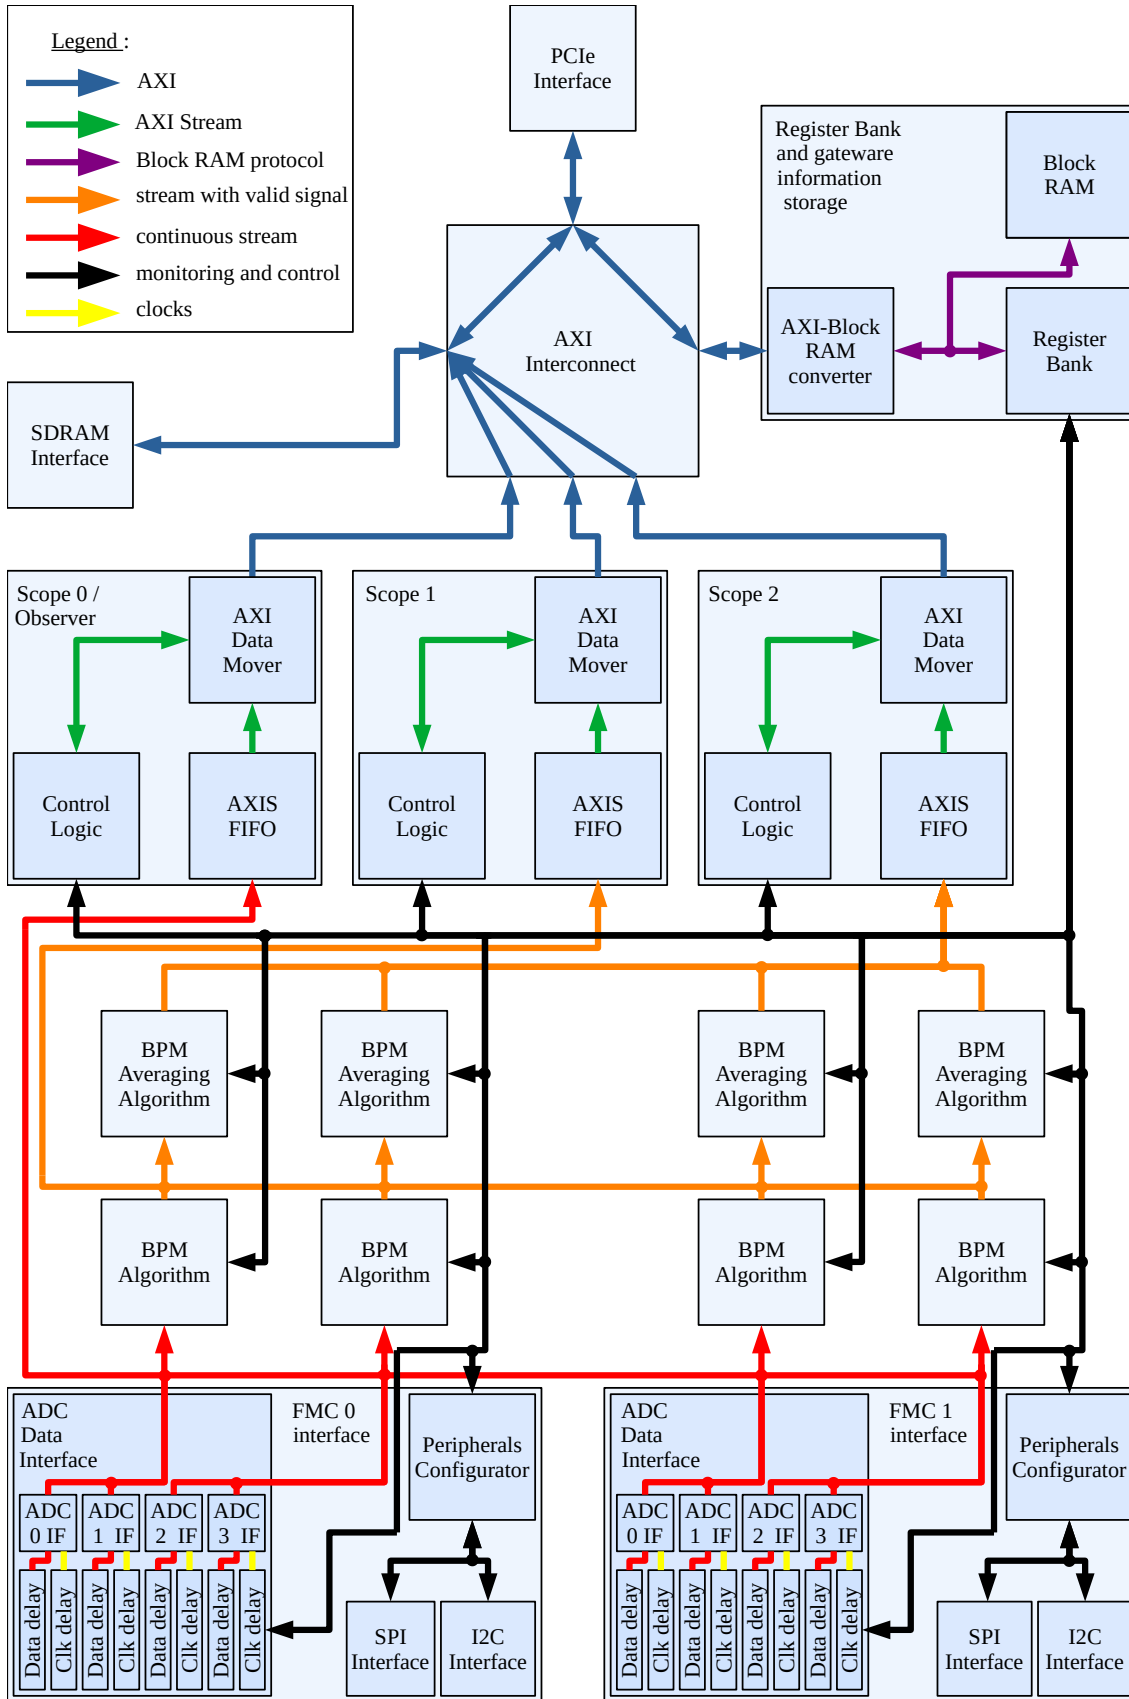 Legend :
AXI
AXI Stream
Block RAM protocol
stream with valid signal
continuous stream
monitoring and control
clocks
PCIe
Interface
Register Bank
and gateware
information
storage
Block
RAM
AXI
Interconnect
AXI-Block
RAM
converter
Register
Bank
SDRAM
Interface
Scope 0 /
Observer
AXI
Data
Mover
Control
Logic
AXIS
FIFO
Scope 1
AXI
Data
Mover
Control
Logic
AXIS
FIFO
Scope 2
AXI
Data
Mover
Control
Logic
AXIS
FIFO
BPM
Averaging
Algorithm
BPM
Averaging
Algorithm
BPM
Averaging
Algorithm
BPM
Averaging
Algorithm
BPM
Algorithm
BPM
Algorithm
BPM
Algorithm
BPM
Algorithm
ADC
Data
Interface
FMC 0
interface
Peripherals
Configurator
ADC
0 IF
ADC
1 IF
ADC
2 IF
ADC
3 IF
Data delay
Clk delay
Data delay
Clk delay
Data delay
Clk delay
Data delay
Clk delay
SPI
Interface
I2C
Interface
ADC
Data
Interface
FMC 1
interface
Peripherals
Configurator
ADC
0 IF
ADC
1 IF
ADC
2 IF
ADC
3 IF
Data delay
Clk delay
Data delay
Clk delay
Data delay
Clk delay
Data delay
Clk delay
SPI
Interface
I2C
Interface